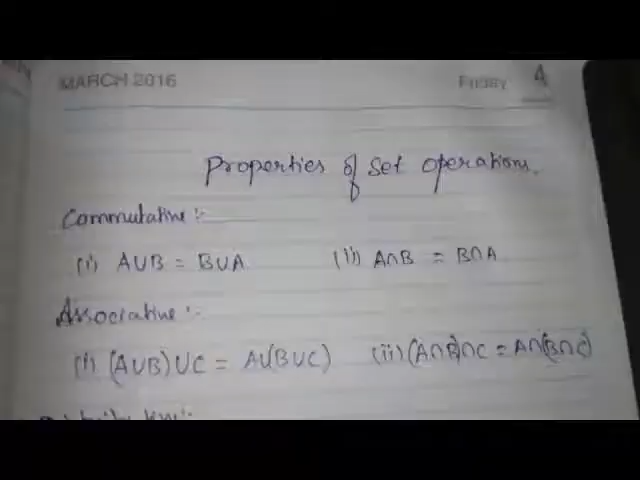 MARCH 2016 FRIDAY 4
Properties of Set operations.
Commutative :-
(i) A∪B = B∪A (ii) A∩B = B∩A
Associative :-
(i) (A∪B)∪C = A∪(B∪C) (ii) (A∩B)∩C = A∩(B∩C)